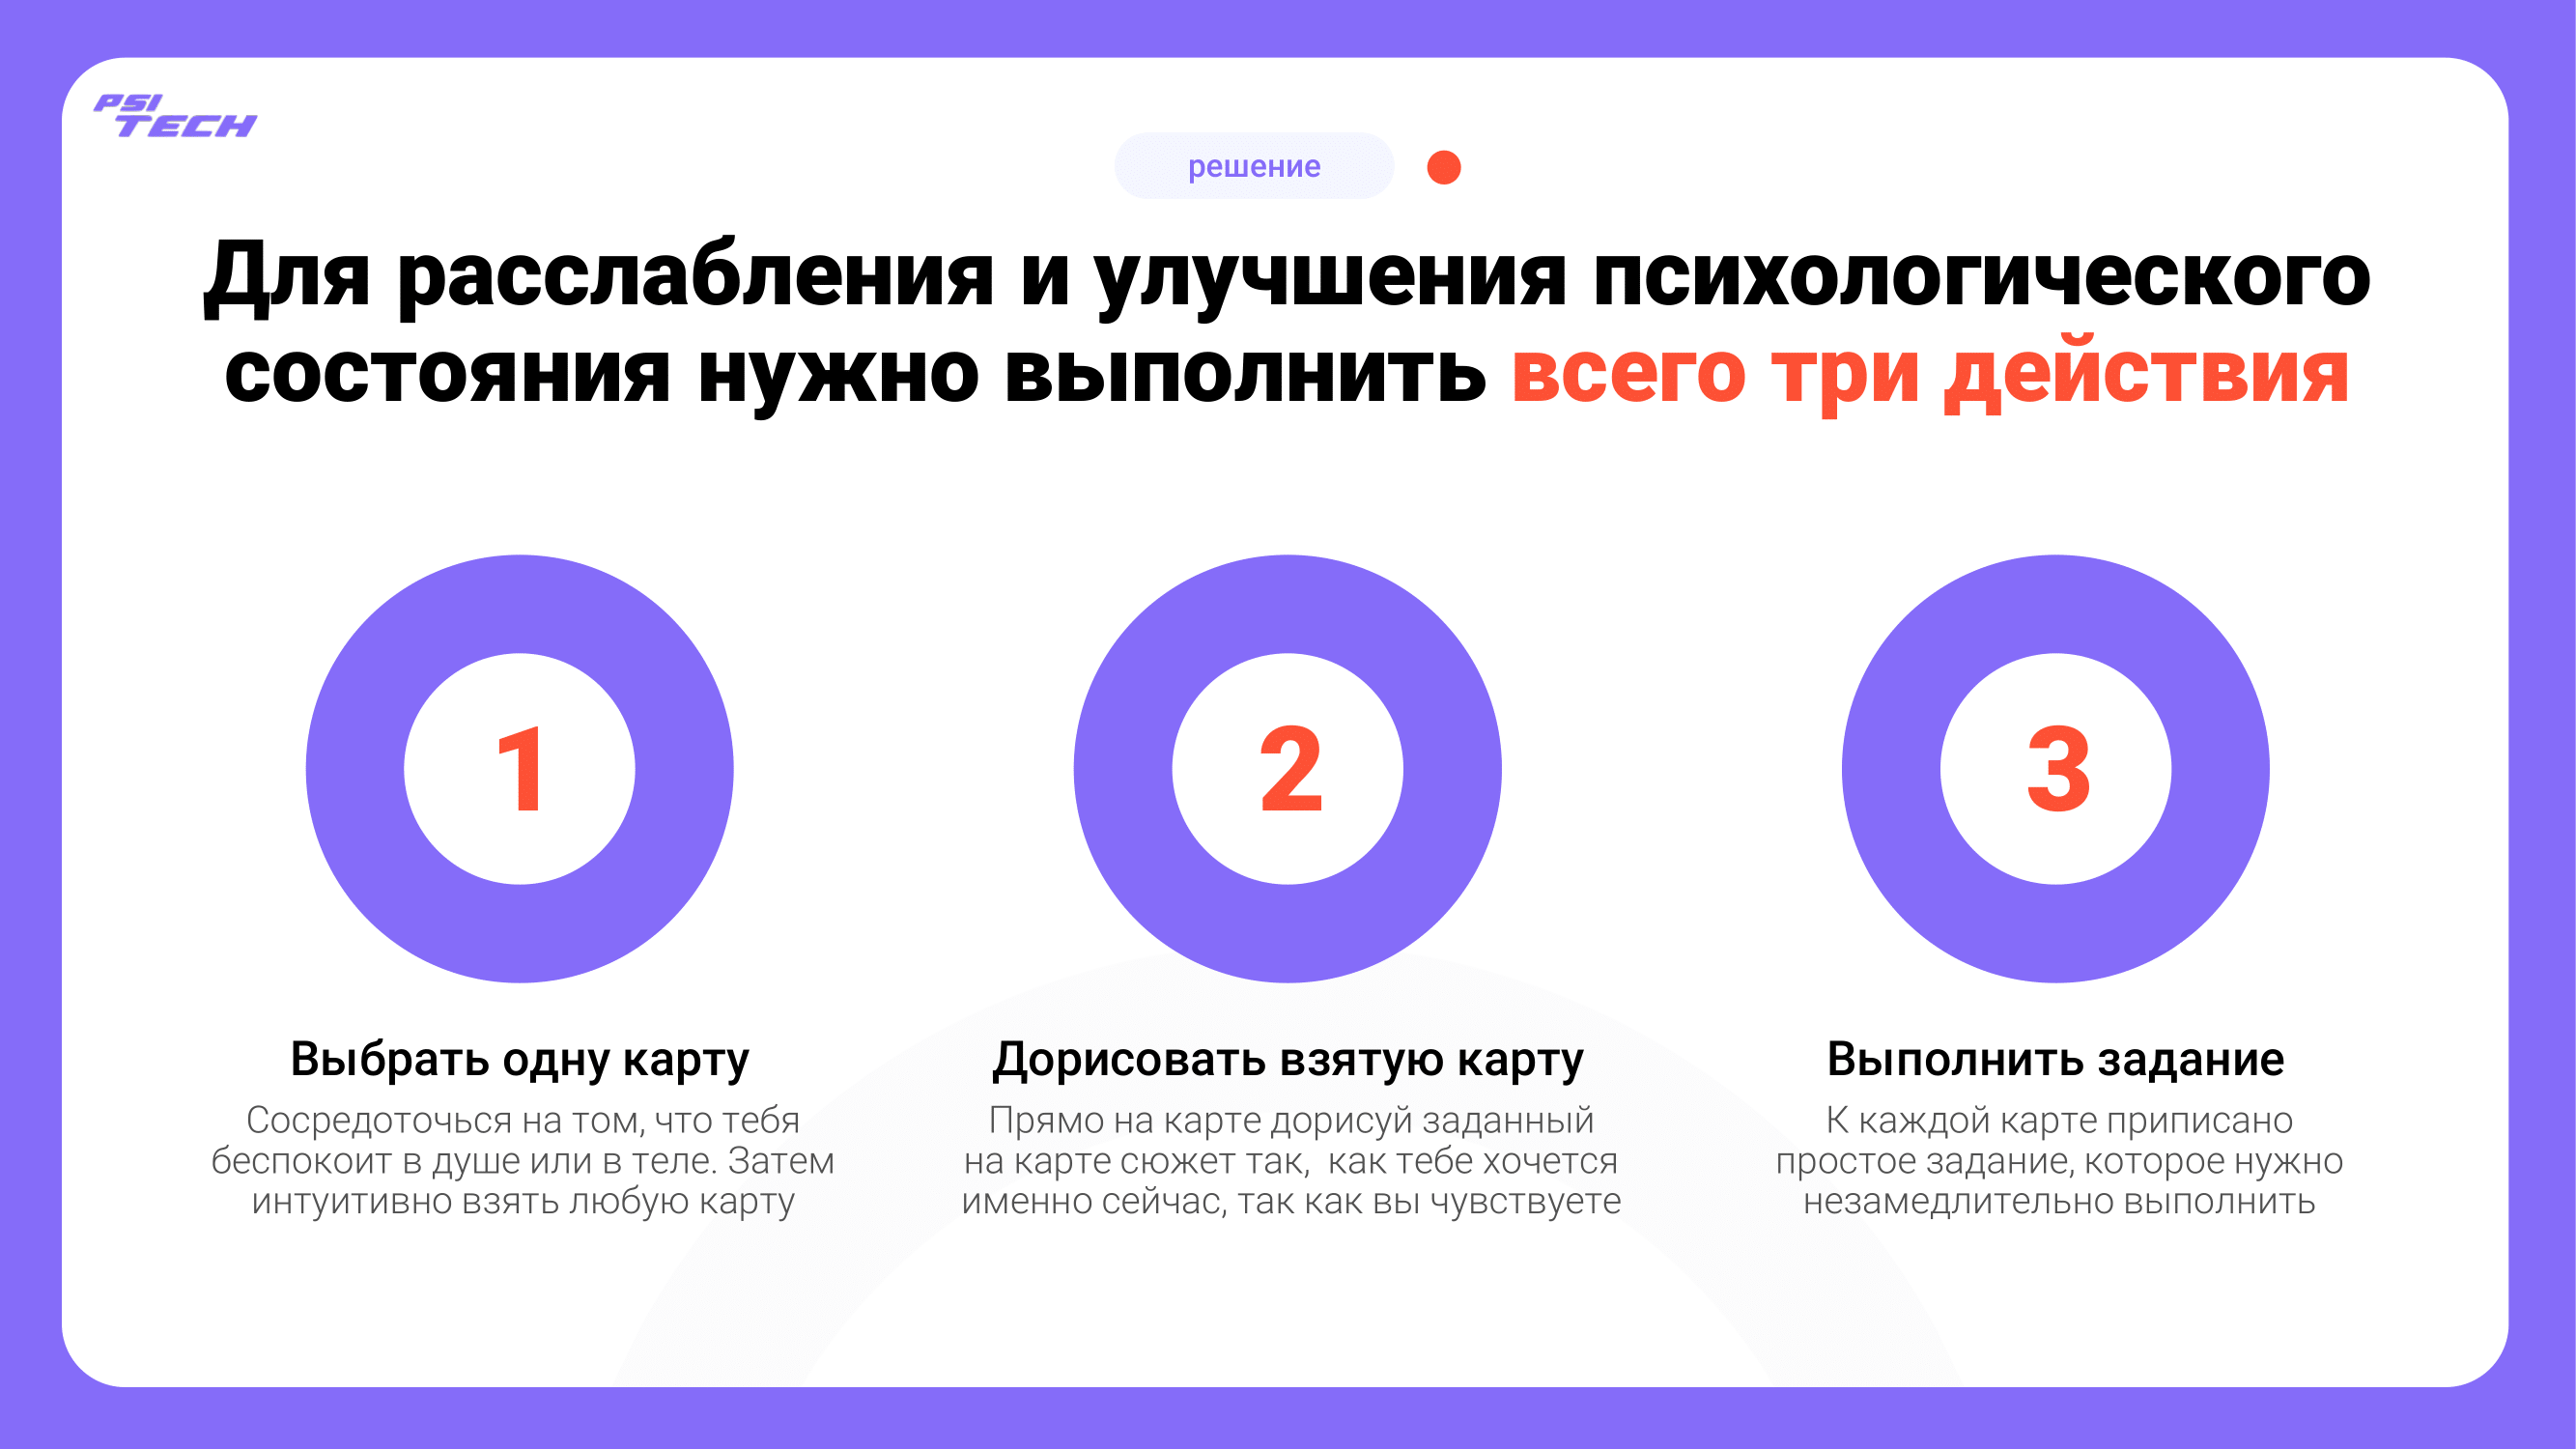 PSI
TECH
решение
Для расслабления и улучшения психологического
состояния нужно выполнить всего три действия
1
2
3
Выбрать одну карту
Сосредоточься на том, что тебя
беспокоит в душе или в теле. Затем
интуитивно взять любую карту
Дорисовать взятую карту
Прямо на карте дорисуй заданный
на карте сюжет так,  как тебе хочется
именно сейчас, так как вы чувствуете
Выполнить задание
К каждой карте приписано
простое задание, которое нужно
незамедлительно выполнить